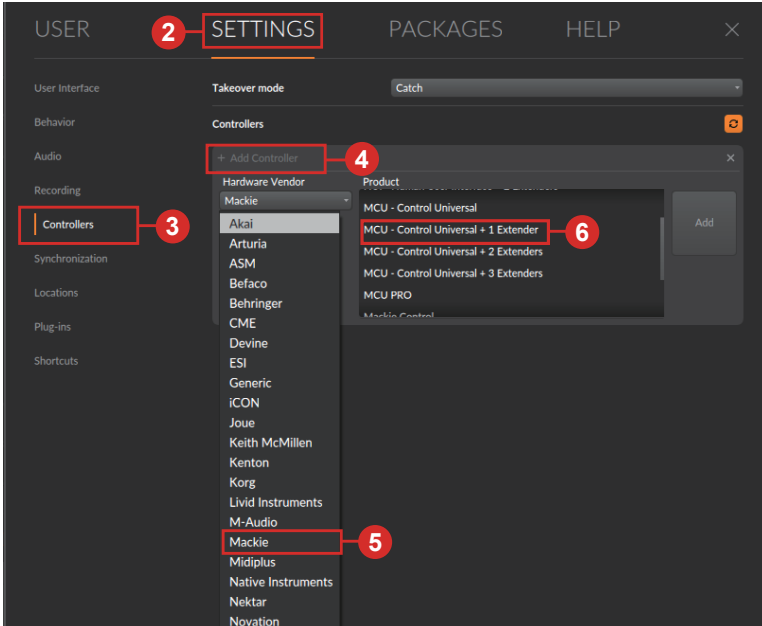 USER
2
SETTINGS
PACKAGES
HELP
User Interface
Takeover mode
Catch
Behavior
Controllers
Audio
+ Add Controller
4
Hardware Vendor
Product
Recording
Mackie
MCU - Control Universal
Controllers
3
Akai
MCU - Control Universal + 1 Extender
6
Add
Arturia
MCU - Control Universal + 2 Extenders
Synchronization
ASM
MCU - Control Universal + 3 Extenders
Befaco
Locations
MCU PRO
Behringer
Mackie Control
CME
Plug-ins
Devine
Shortcuts
ESI
Generic
iCON
Joue
Keith McMillen
Kenton
Korg
Livid Instruments
M-Audio
Mackie
5
Midiplus
Native Instruments
Nektar
Novation